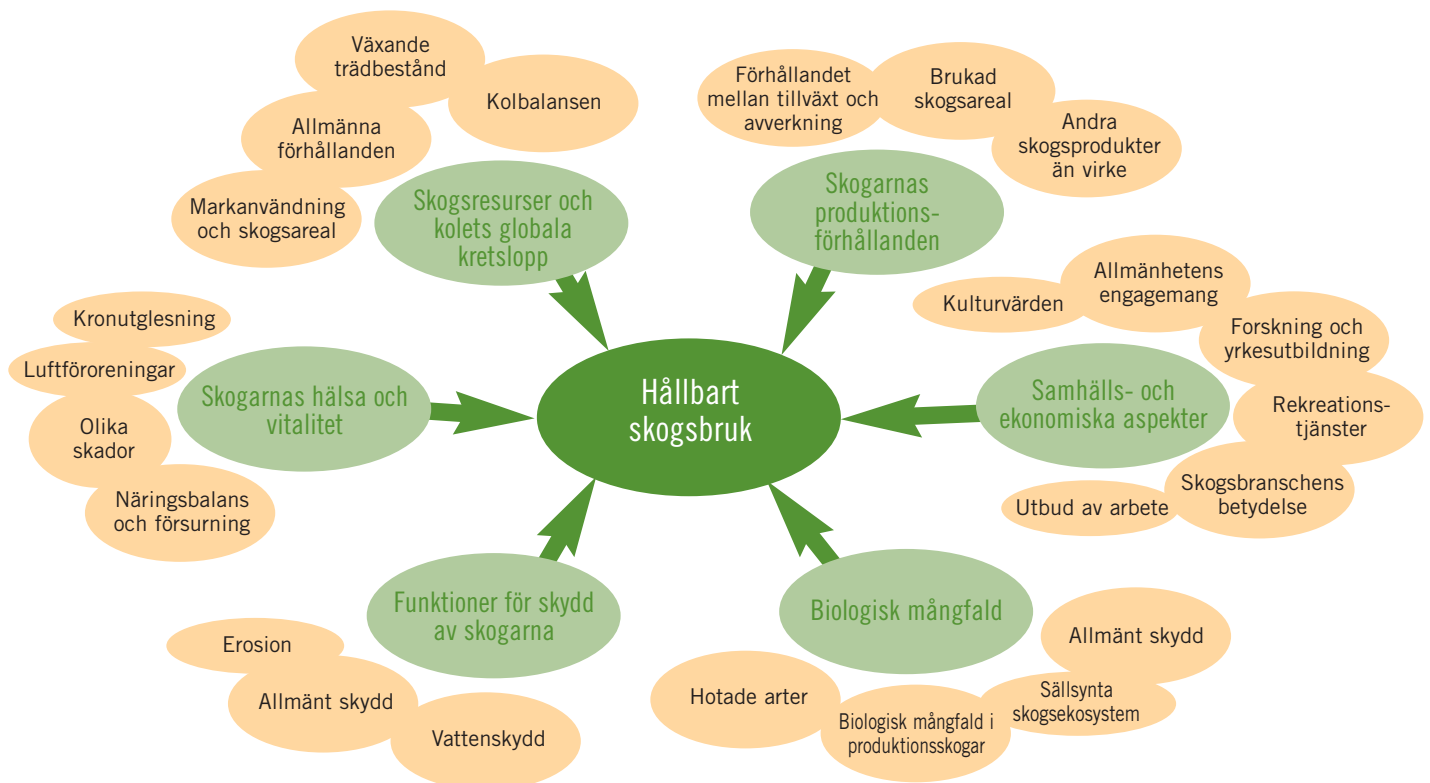 Växande
trädbestånd
Kolbalansen
Allmänna
förhållanden
Markanvändning
och skogsareal
Skogsresurser och
kolets globala
kretslopp
Förhållandet
mellan tillväxt och
avverkning
Brukad
skogsareal
Andra
skogsprodukter
än virke
Skogarnas
produktions-
förhållanden
Kronutglesning
Luftföroreningar
Olika
skador
Näringsbalans
och försurning
Skogarnas hälsa och
vitalitet
Hållbart
skogsbruk
Kulturvärden
Allmänhetens
engagemang
Forskning och
yrkesutbildning
Rekreations-
tjänster
Skogsbranschens
betydelse
Utbud av arbete
Samhälls- och
ekonomiska aspekter
Funktioner för skydd
av skogarna
Erosion
Allmänt skydd
Vattenskydd
Biologisk mångfald
Allmänt skydd
Sällsynta
skogsekosystem
Biologisk mångfald i
produktionsskogar
Hotade arter